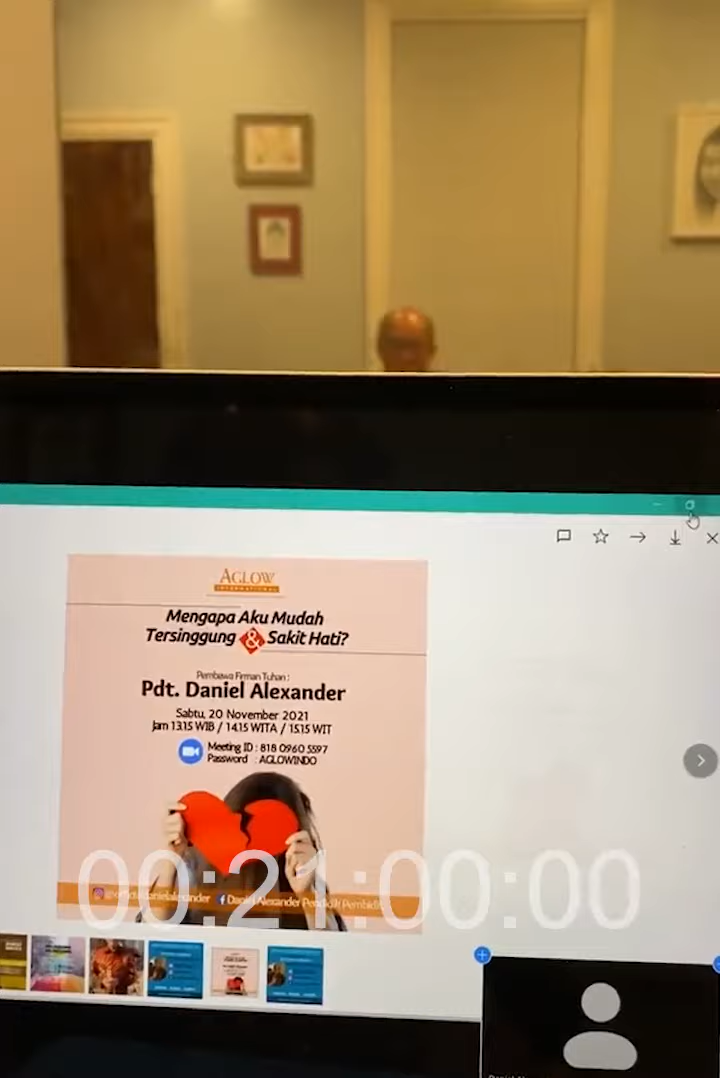 AGLOW
INTERNATIONAL
Mengapa Aku Mudah
Tersinggung & Sakit Hati?
Pembawa Firman Tuhan :
Pdt. Daniel Alexander
Sabtu, 20 November 2021
Jam 13.15 WIB / 14.15 WITA / 15.15 WIT
Meeting ID : 818 0960 5597
Password : AGLOWINDO
Daniel Alexander Pendidik Pembicara
00:21:00:00